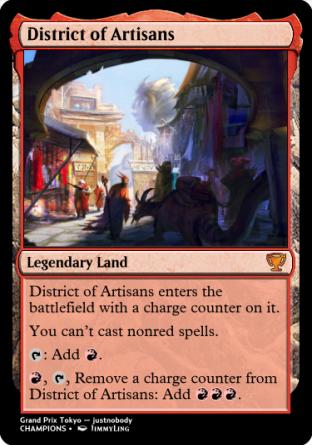 District of Artisans
Legendary Land
District of Artisans enters the
battlefield with a charge counter on it.
You can't cast nonred spells.
: Add .
, , Remove a charge counter from
District of Artisans: Add .
Grand Prix Tokyo — justnobody
CHAMPIONS • JIMMYLING